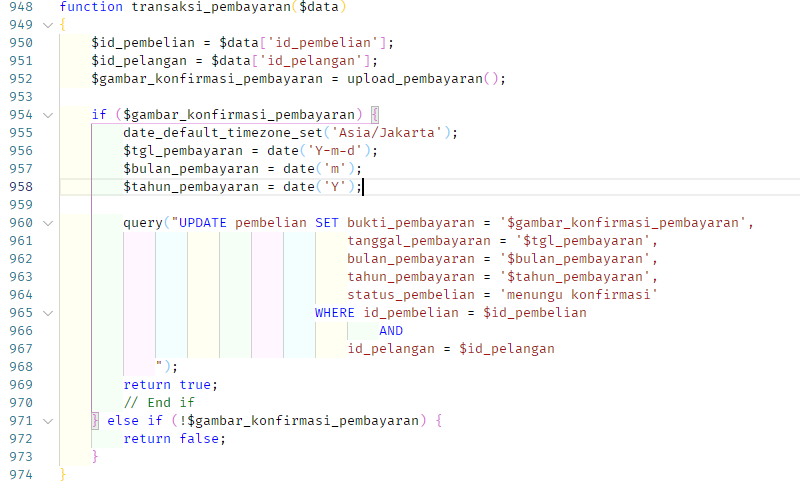 948 function transaksi_pembayaran($data)
949 {
950 $id_pembelian = $data['id_pembelian'];
951 $id_pelangan = $data['id_pelangan'];
952 $gambar_konfirmasi_pembayaran = upload_pembayaran();
953
954 if ($gambar_konfirmasi_pembayaran) {
955 date_default_timezone_set('Asia/Jakarta');
956 $tgl_pembayaran = date('Y-m-d');
957 $bulan_pembayaran = date('m');
958 $tahun_pembayaran = date('Y');
959
960 query("UPDATE pembelian SET bukti_pembayaran = '$gambar_konfirmasi_pembayaran',
961 tanggal_pembayaran = '$tgl_pembayaran',
962 bulan_pembayaran = '$bulan_pembayaran',
963 tahun_pembayaran = '$tahun_pembayaran',
964 status_pembelian = 'menungu konfirmasi'
965 WHERE id_pembelian = $id_pembelian
966 AND
967 id_pelangan = $id_pelangan
968 ");
969 return true;
970 // End if
971 } else if (!$gambar_konfirmasi_pembayaran) {
972 return false;
973 }
974 }